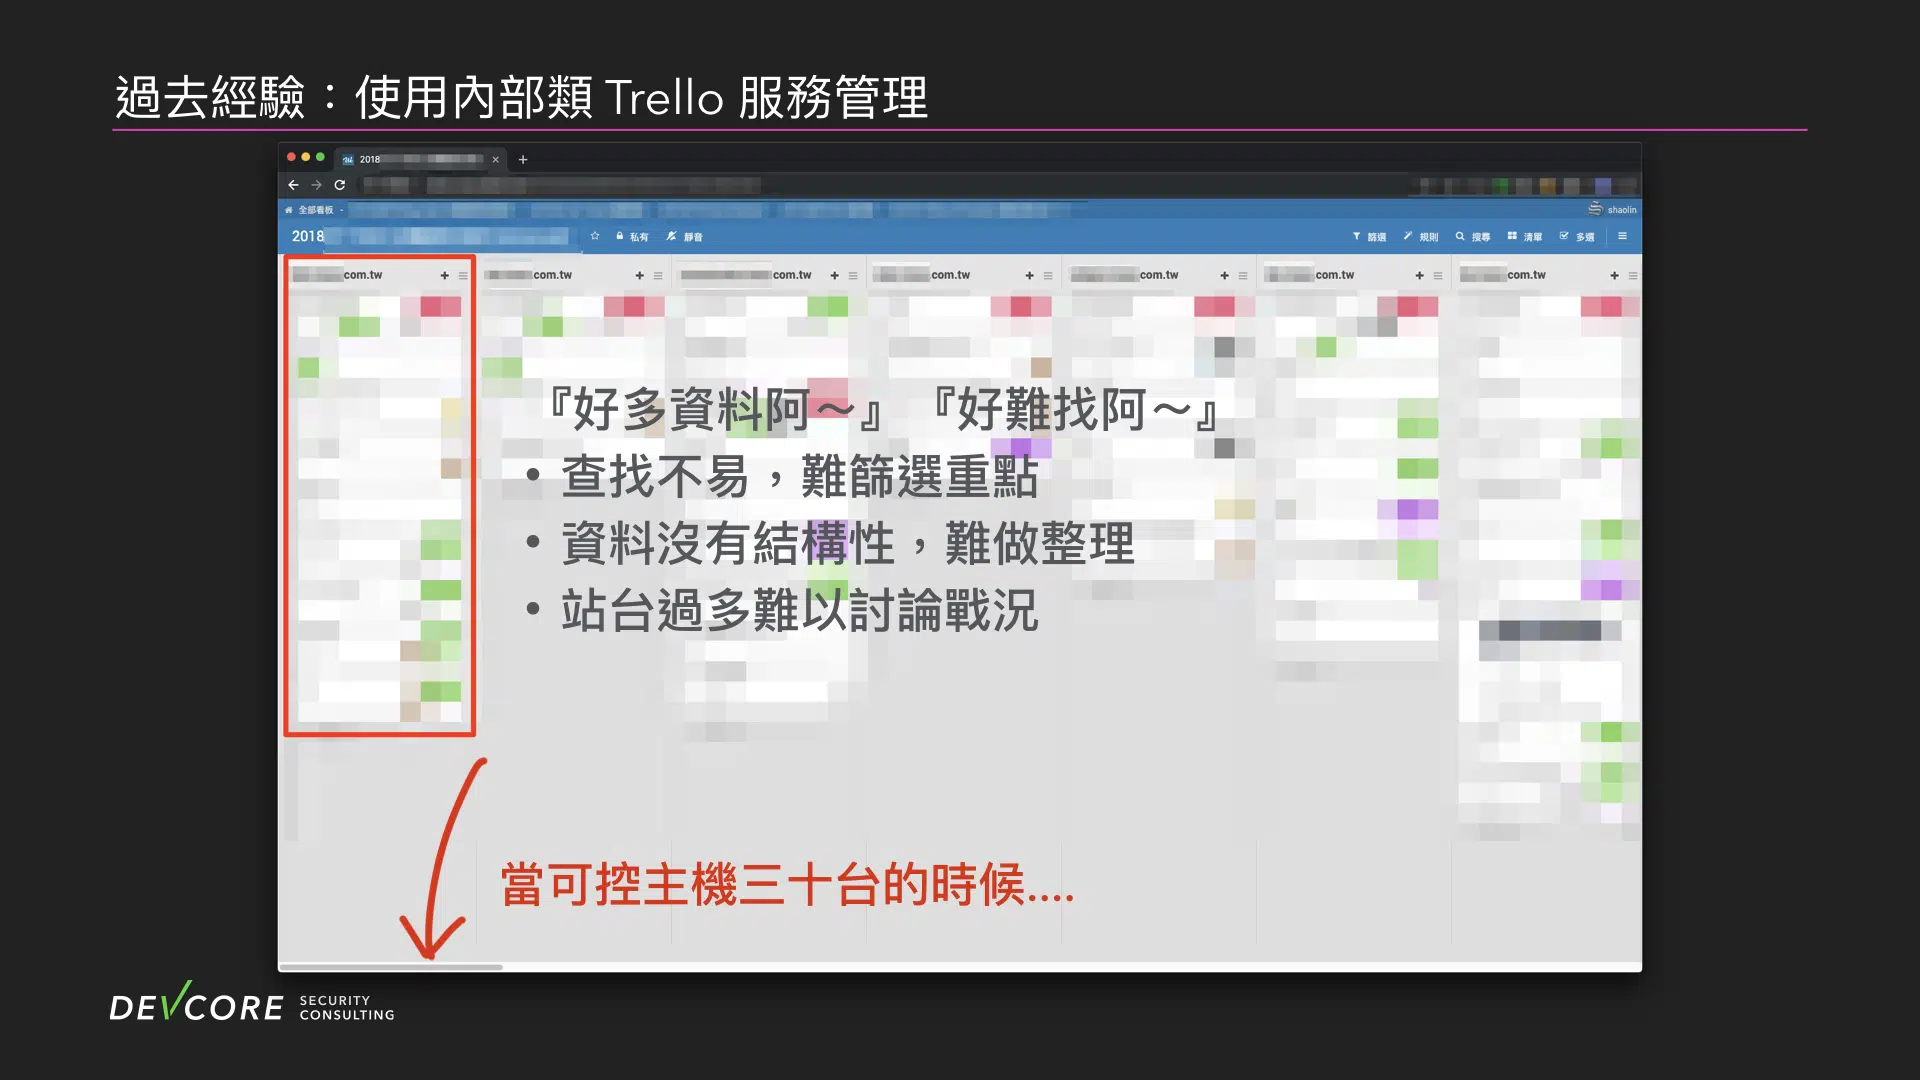 過去經驗：使用內部類 Trello 服務管理
2018
全部看板
shaolin
2018
私有
靜音
篩選
規則
搜尋
清單
多選
com.tw
com.tw
com.tw
com.tw
com.tw
com.tw
com.tw
『好多資料阿～』『好難找阿～』
• 查找不易，難篩選重點
• 資料沒有結構性，難做整理
• 站台過多難以討論戰況
當可控主機三十台的時候....
DEVCORE SECURITY
CONSULTING